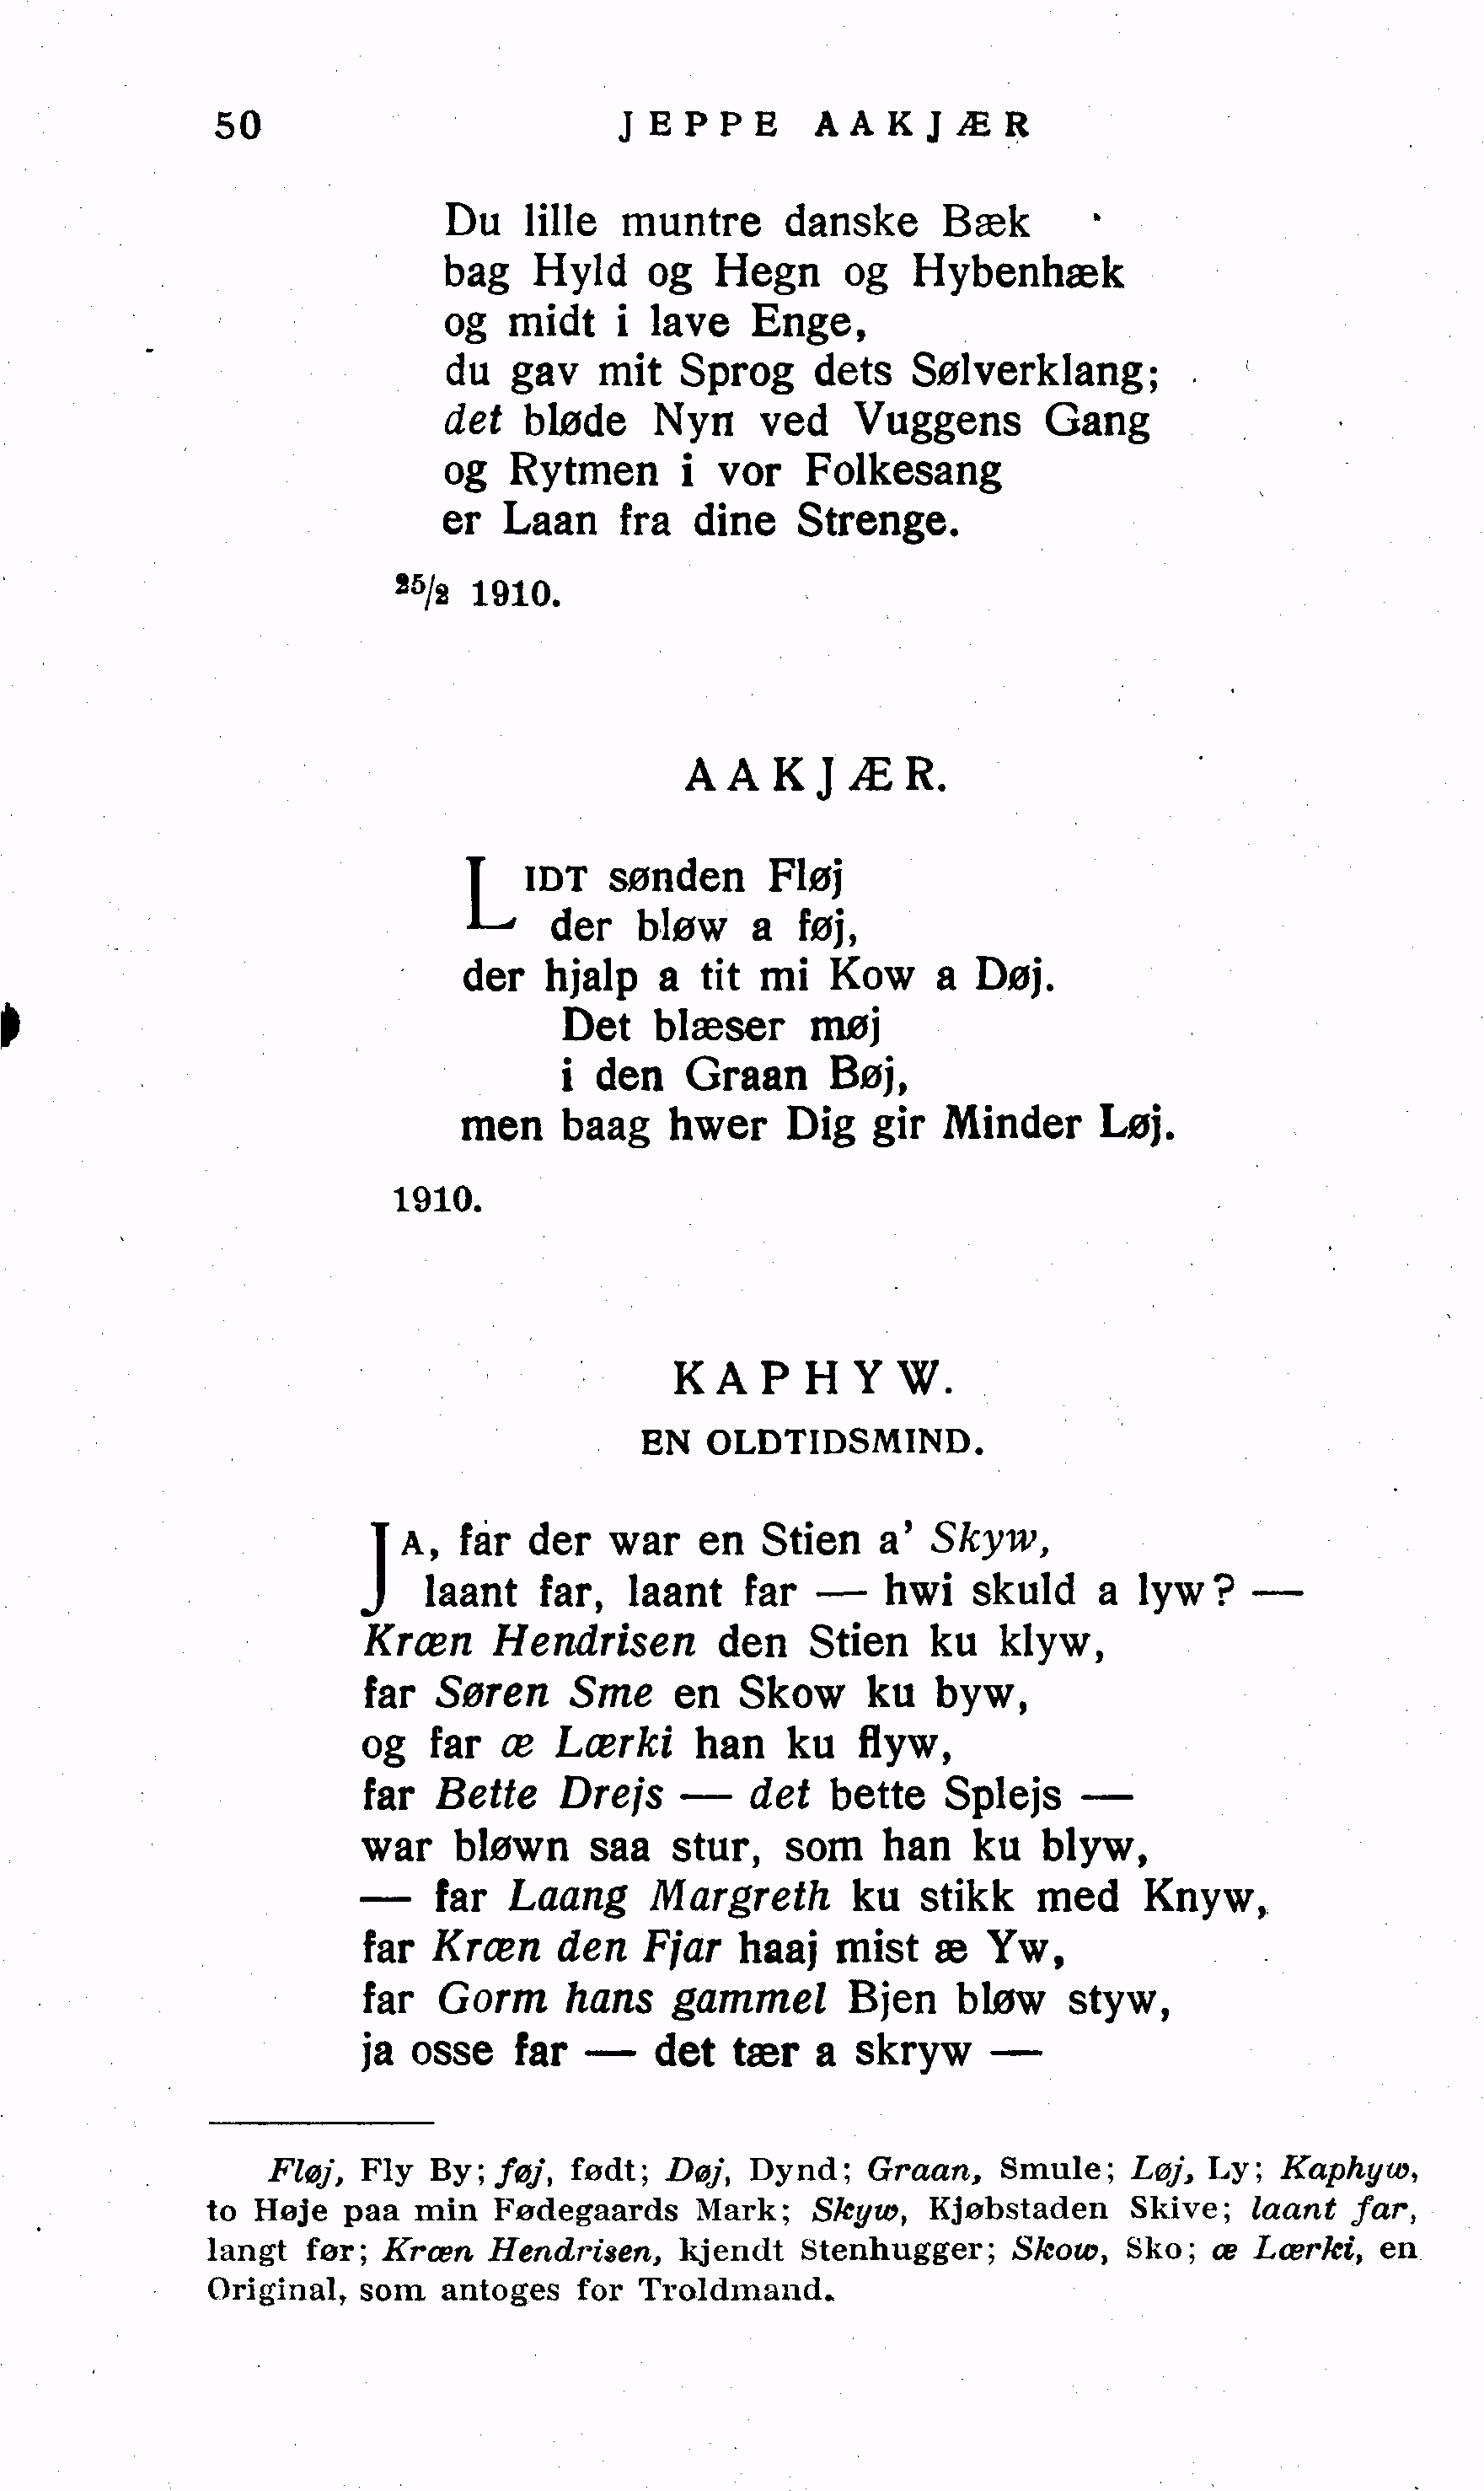 50 JEPPE AAKJÆR
Du lille muntre danske Bæk
bag Hyld og Hegn og Hybenhæk
og midt i lave Enge,
du gav mit Sprog dets Sølverklang;
det bløde Nyn ved Vuggens Gang
og Rytmen i vor Folkesang
er Laan fra dine Strenge.
25/2 1910.
AAKJÆR.
LIDT sønden Fløj
der bløw a føj,
der hjalp a tit mi Kow a Døj.
Det blæser møj
i den Graan Bøj,
men baag hwer Dig gir Minder Løj.
1910.
KAPHYW.
EN OLDTIDSMIND.
JA, far der war en Stien a' Skyw,
laant far, laant far — hwi skuld a lyw? —
Kræn Hendrisen den Stien ku klyw,
far Søren Sme en Skow ku byw,
og far æ Lærki han ku flyw,
far Bette Drejs — det bette Splejs —
war bløwn saa stur, som han ku blyw,
— far Laang Margreth ku stikk med Knyw,
far Kræn den Fjar haaj mist æ Yw,
far Gorm hans gammel Bjen bløw styw,
ja osse far — det tær a skryw —
Fløj, Fly By; føj, født; Døj, Dynd; Graan, Smule; Løj, Ly; Kaphyw,
to Høje paa min Fødegaards Mark; Skyw, Kjøbstaden Skive; laant far,
langt før; Kræn Hendrisen, kjendt Stenhugger; Skow, Sko; æ Lærki, en
Original, som antoges for Troldmand.